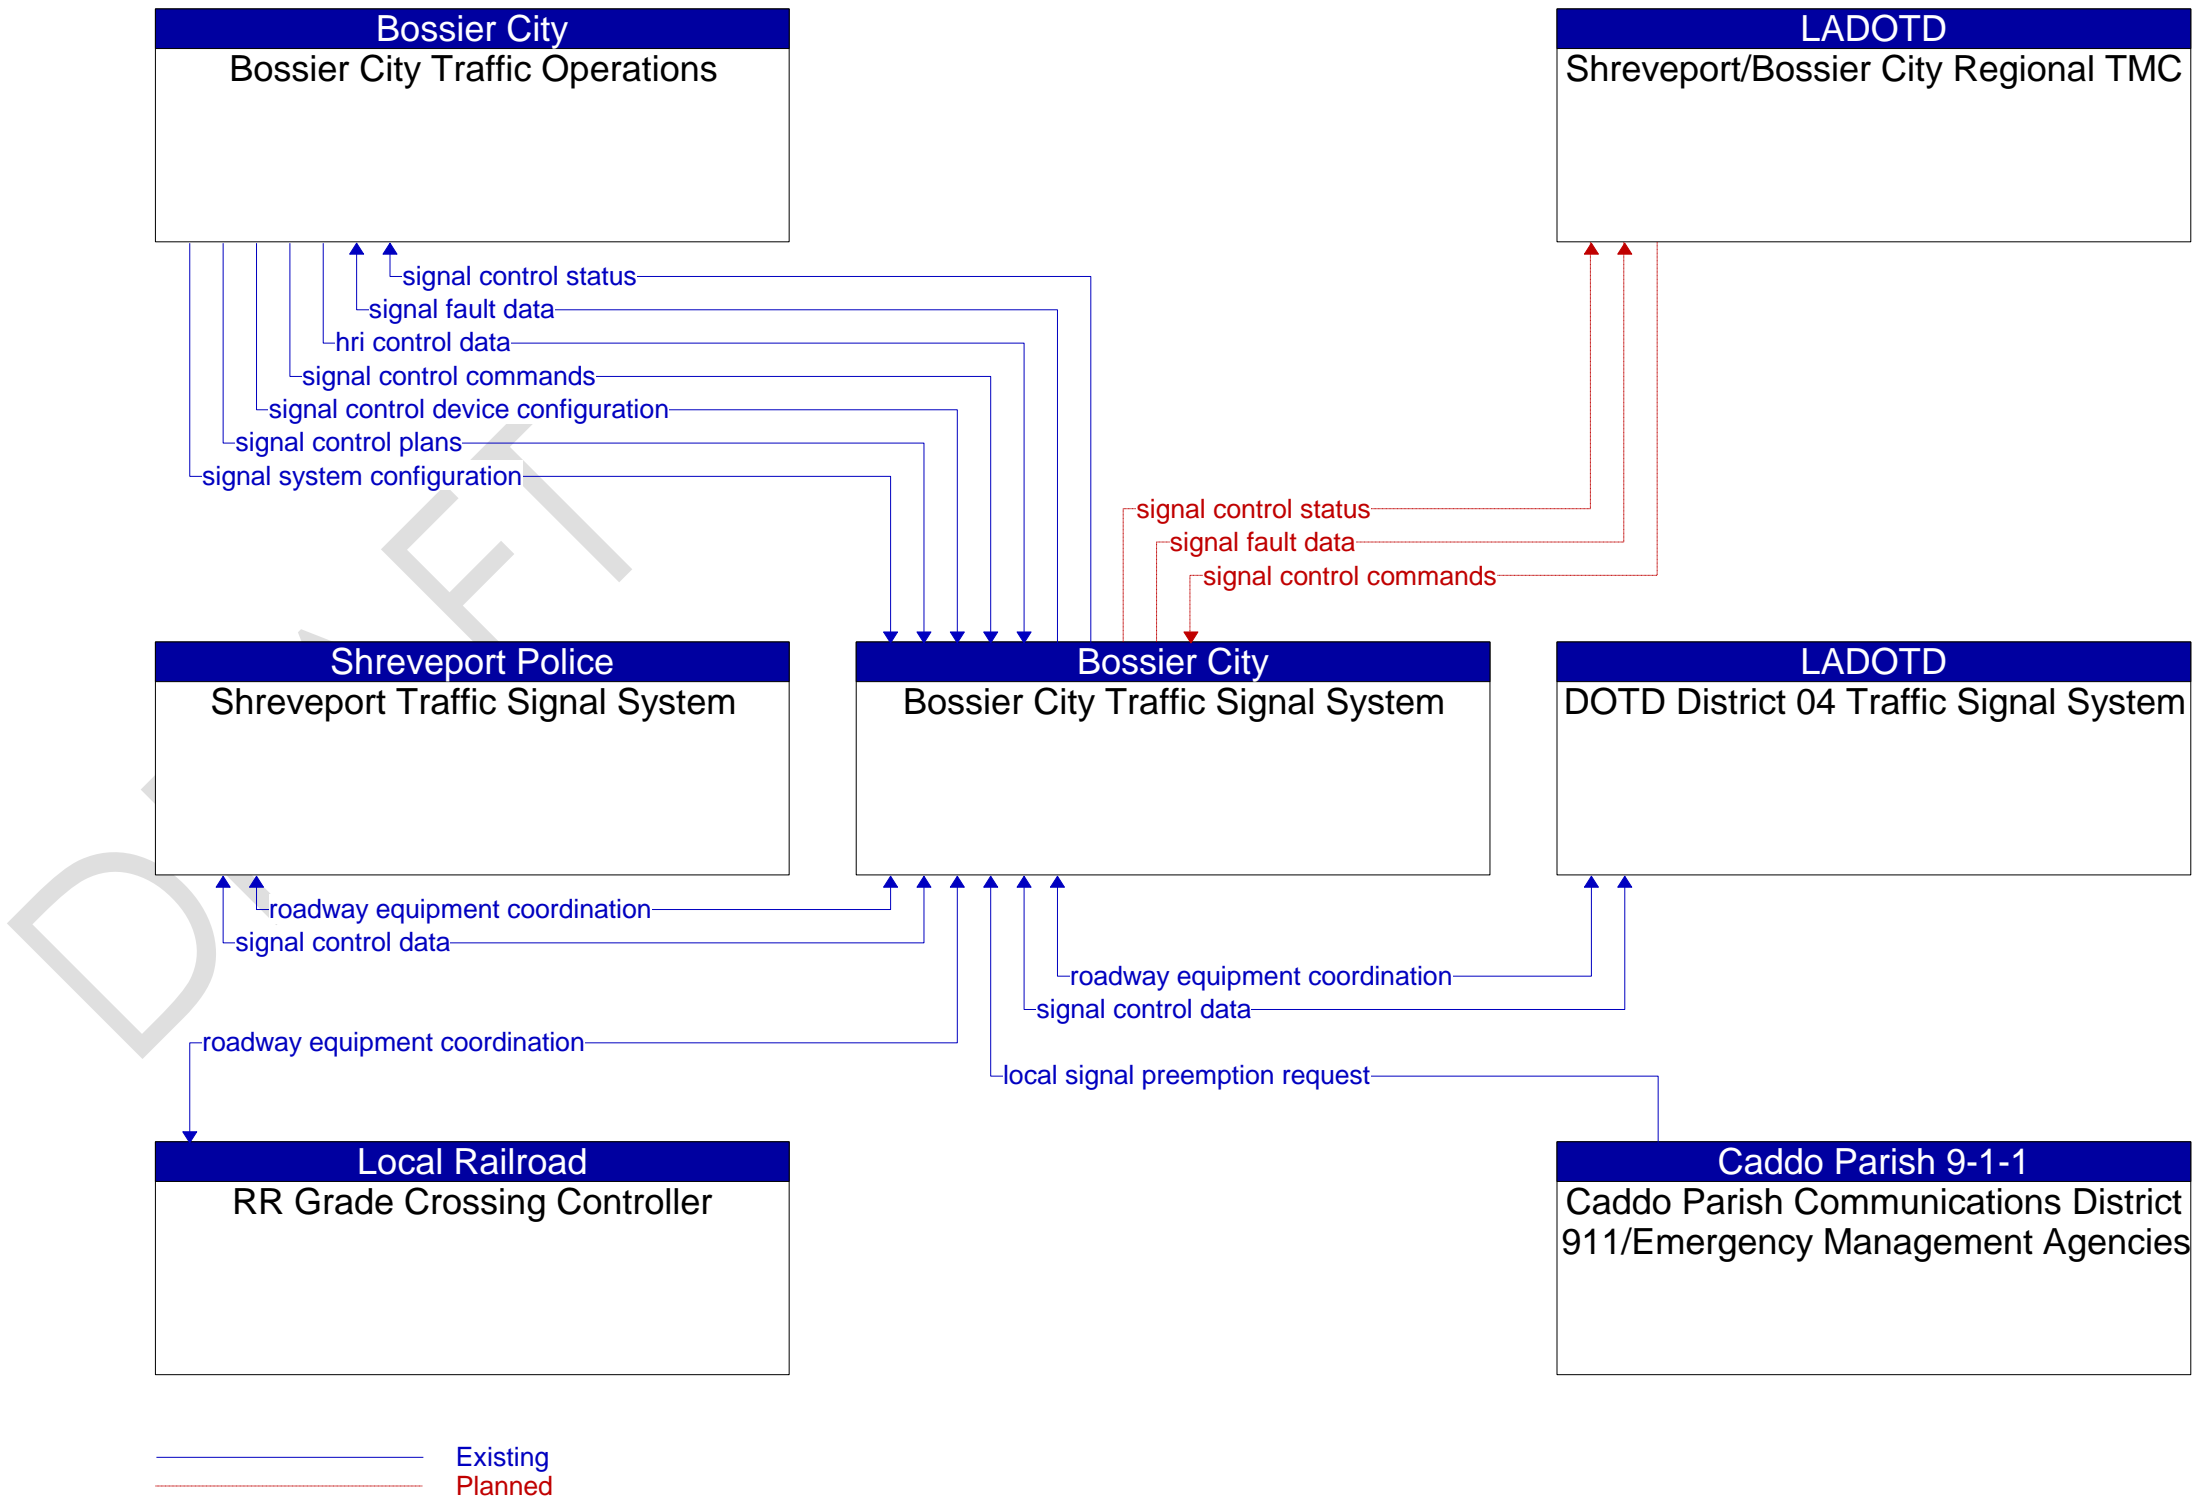 Bossier City
Bossier City Traffic Operations
LADOTD
Shreveport/Bossier City Regional TMC
signal control status
signal fault data
hri control data
signal control commands
signal control device configuration
signal control plans
signal system configuration
signal control status
signal fault data
signal control commands
Shreveport Police
Shreveport Traffic Signal System
Bossier City
Bossier City Traffic Signal System
LADOTD
DOTD District 04 Traffic Signal System
roadway equipment coordination
signal control data
roadway equipment coordination
signal control data
roadway equipment coordination
local signal preemption request
Local Railroad
RR Grade Crossing Controller
Caddo Parish 9-1-1
Caddo Parish Communications District
911/Emergency Management Agencies
Existing
Planned
DRAFT